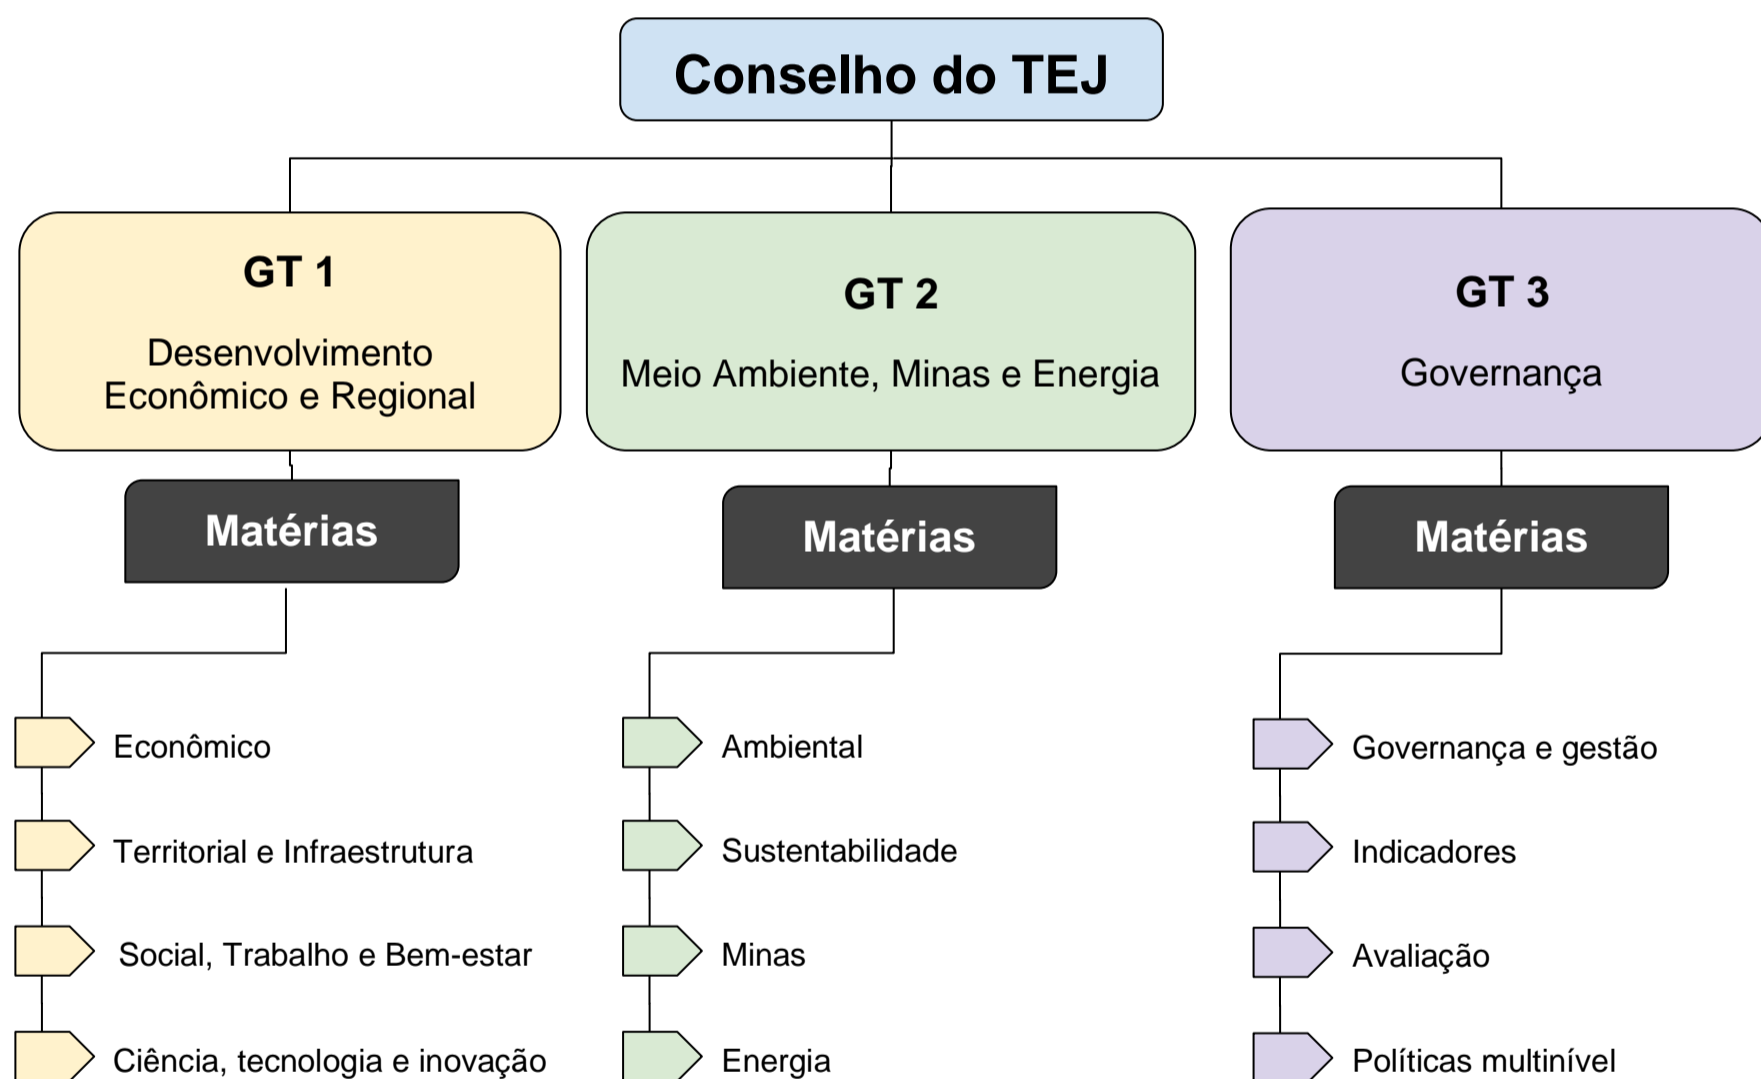 Conselho do TEJ
GT 1
Desenvolvimento
Econômico e Regional
GT 2
Meio Ambiente, Minas e Energia
GT 3
Governança
Matérias
Matérias
Matérias
Econômico
Territorial e Infraestrutura
Social, Trabalho e Bem-estar
Ciência, tecnologia e inovação
Ambiental
Sustentabilidade
Minas
Energia
Governança e gestão
Indicadores
Avaliação
Políticas multinível